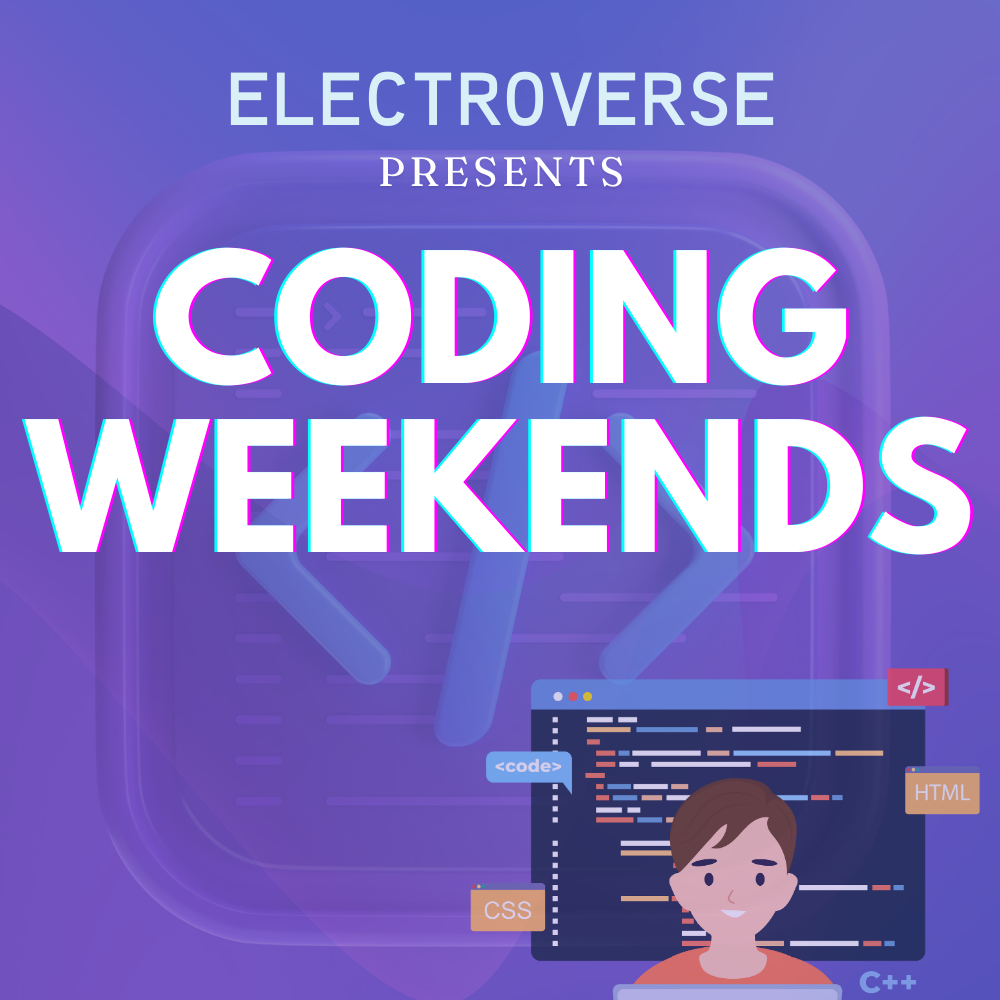 ELECTROVERSE
PRESENTS
CODING
WEEKENDS
</>
<code>
HTML
CSS
C++